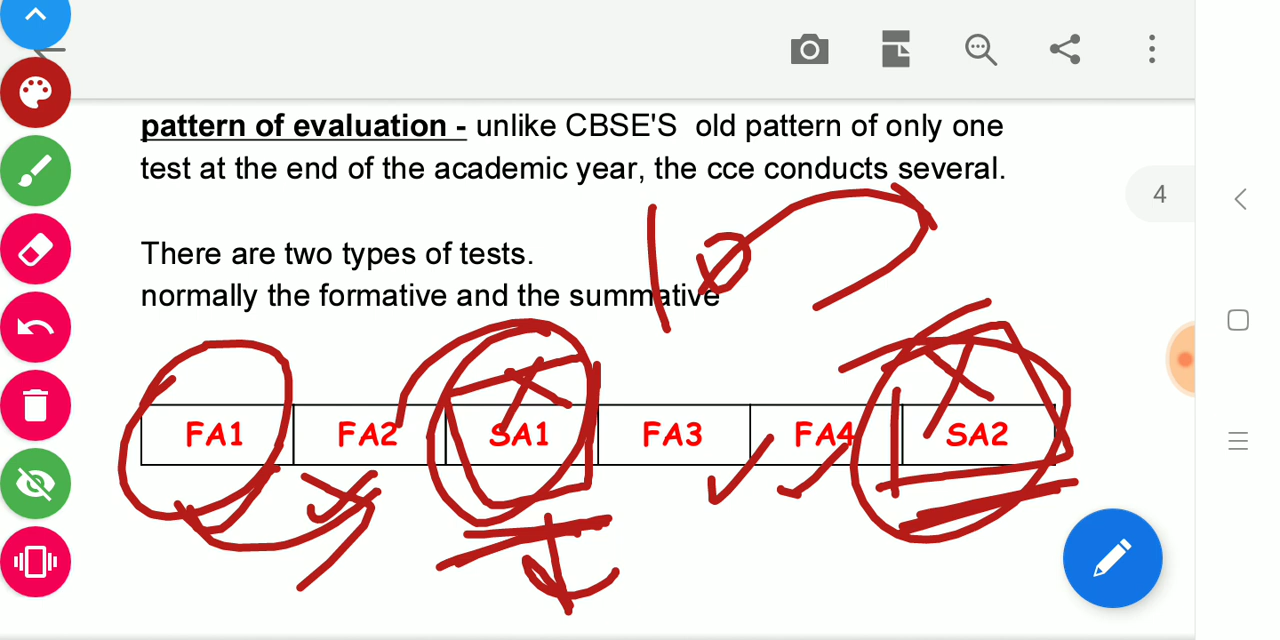 pattern of evaluation - unlike CBSE'S old pattern of only one
test at the end of the academic year, the cce conducts several.
4
There are two types of tests.
normally the formative and the summative
FA1 FA2 SA1 FA3 FA4 SA2